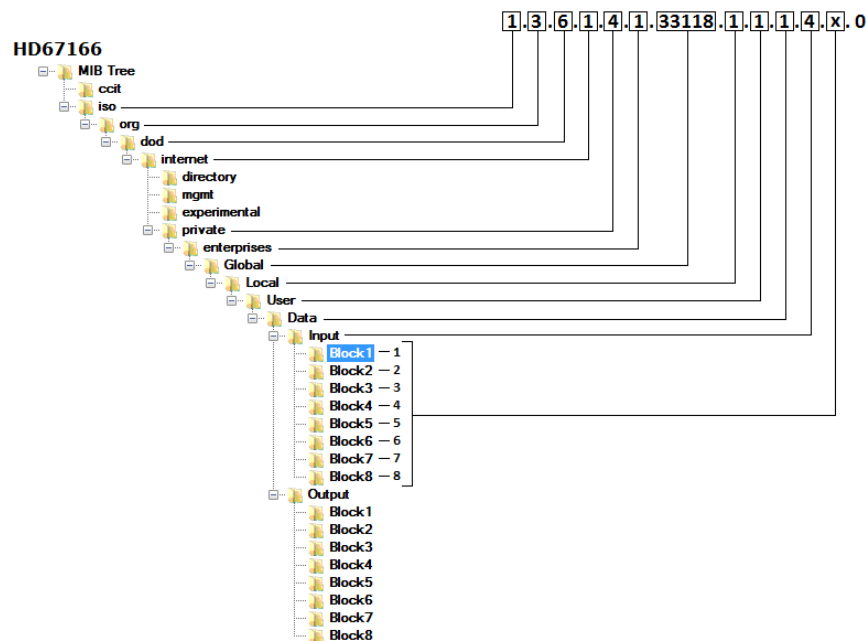 1.3.6.1.4.1.33118.1.1.1.4.x.0
HD67166
MIB Tree
ccit
iso
org
dod
internet
directory
mgmt
experimental
private
enterprises
Global
Local
User
Data
Input
Block1 – 1
Block2 – 2
Block3 – 3
Block4 – 4
Block5 – 5
Block6 – 6
Block7 – 7
Block8 – 8
Output
Block1
Block2
Block3
Block4
Block5
Block6
Block7
Block8